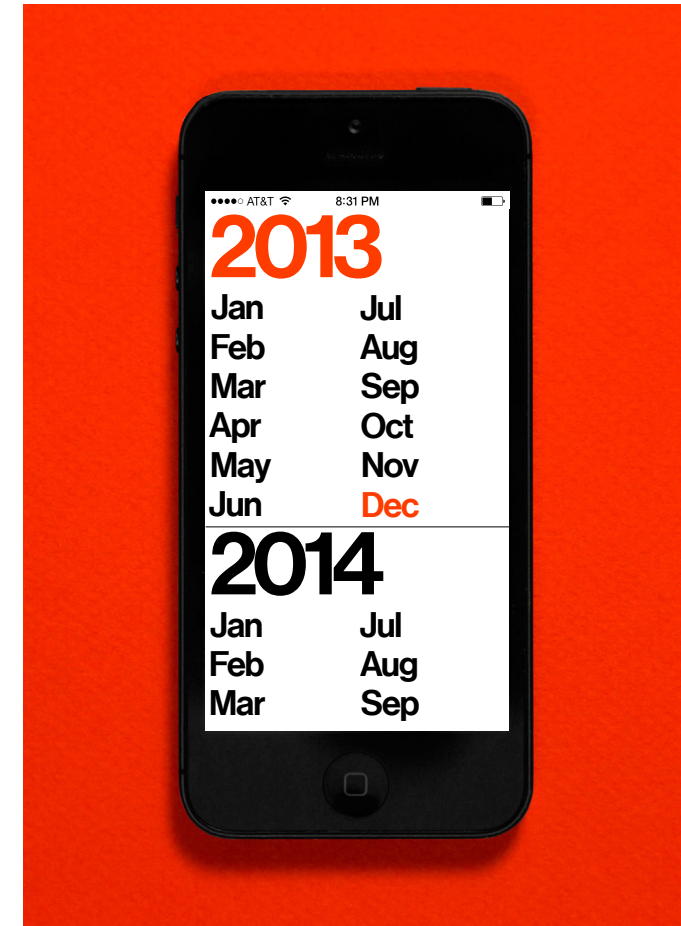 AT&T 8:31 PM
2013
Jan Jul
Feb Aug
Mar Sep
Apr Oct
May Nov
Jun Dec
2014
Jan Jul
Feb Aug
Mar Sep